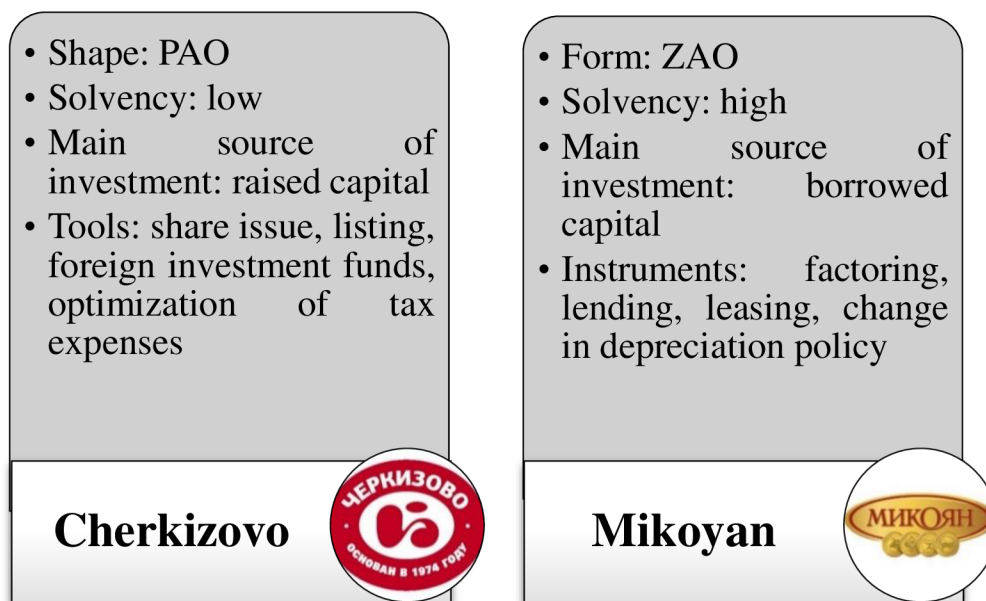 • Shape: PAO
• Solvency: low
• Main source of
investment: raised capital
• Tools: share issue, listing,
foreign investment funds,
optimization of tax
expenses
Cherkizovo
ЧЕРКИЗОВО
ОСНОВАН В 1974 ГОДУ
• Form: ZAO
• Solvency: high
• Main source of
investment: borrowed
capital
• Instruments: factoring,
lending, leasing, change
in depreciation policy
Mikoyan
МИКОЯН